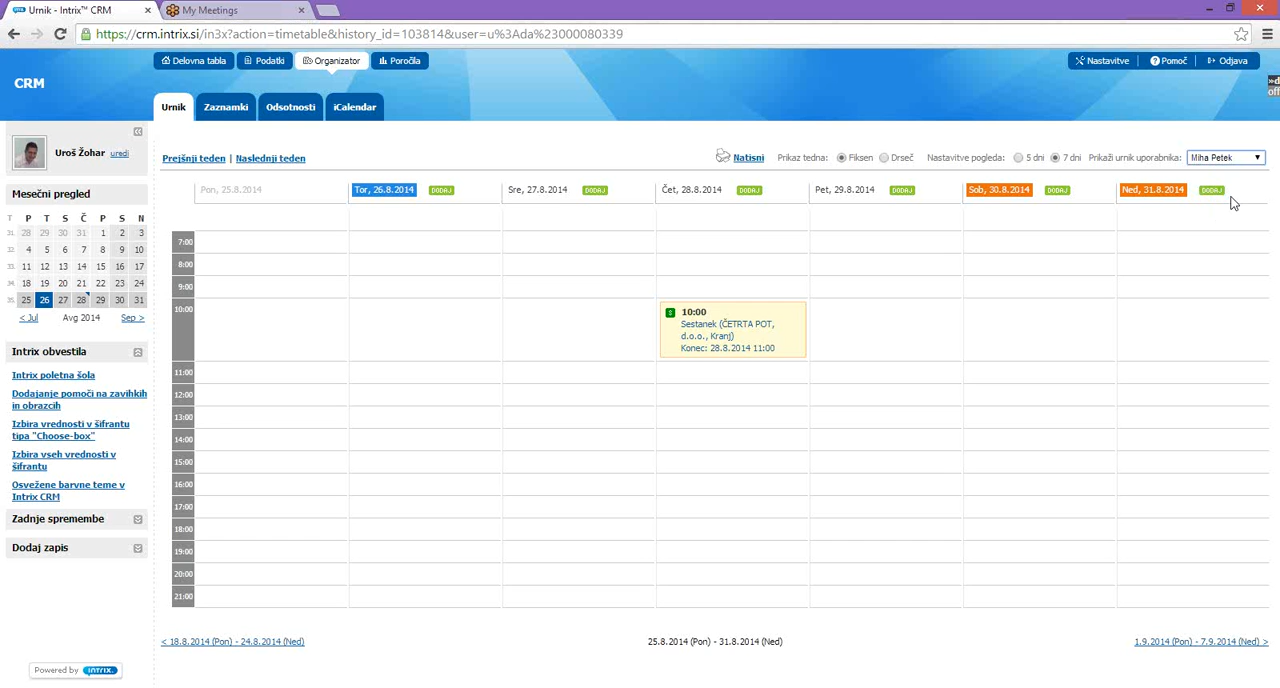 Urnik - Intrix™ CRM
My Meetings
https://crm.intrix.si/in3x?action=timetable&history_id=103814&user=u%3Ada%23000080339
CRM
Delovna tabla
Podatki
Organizator
Poročila
Nastavitve
Pomoč
Odjava
Urnik
Zaznamki
Odsotnosti
iCalendar
»d
off
Uroš Žohar uredi
Prejšnji teden | Naslednji teden
Natisni
Prikaz tedna: Fiksen Drseč
Nastavitve pogleda: 5 dni 7 dni
Prikaži urnik uporabnika: Miha Petek
Mesečni pregled
T P T S Č P S N
31. 28 29 30 31 1 2 3
32. 4 5 6 7 8 9 10
33. 11 12 13 14 15 16 17
34. 18 19 20 21 22 23 24
35. 25 26 27 28 29 30 31
< Jul Avg 2014 Sep >
Intrix obvestila
Intrix poletna šola
Dodajanje pomoči na zavihkih
in obrazcih
Izbira vrednosti v šifrantu
tipa "Choose-box"
Izbira vseh vrednosti v
šifrantu
Osvežene barvne teme v
Intrix CRM
Zadnje spremembe
Dodaj zapis
Powered by intrix.
Pon, 25.8.2014
Tor, 26.8.2014 DODAJ
Sre, 27.8.2014 DODAJ
Čet, 28.8.2014 DODAJ
Pet, 29.8.2014 DODAJ
Sob, 30.8.2014 DODAJ
Ned, 31.8.2014 DODAJ
7:00
8:00
9:00
10:00
11:00
12:00
13:00
14:00
15:00
16:00
17:00
18:00
19:00
20:00
21:00
S 10:00
Sestanek (ČETRTA POT,
d.o.o., Kranj)
Konec: 28.8.2014 11:00
< 18.8.2014 (Pon) - 24.8.2014 (Ned)
25.8.2014 (Pon) - 31.8.2014 (Ned)
1.9.2014 (Pon) - 7.9.2014 (Ned) >